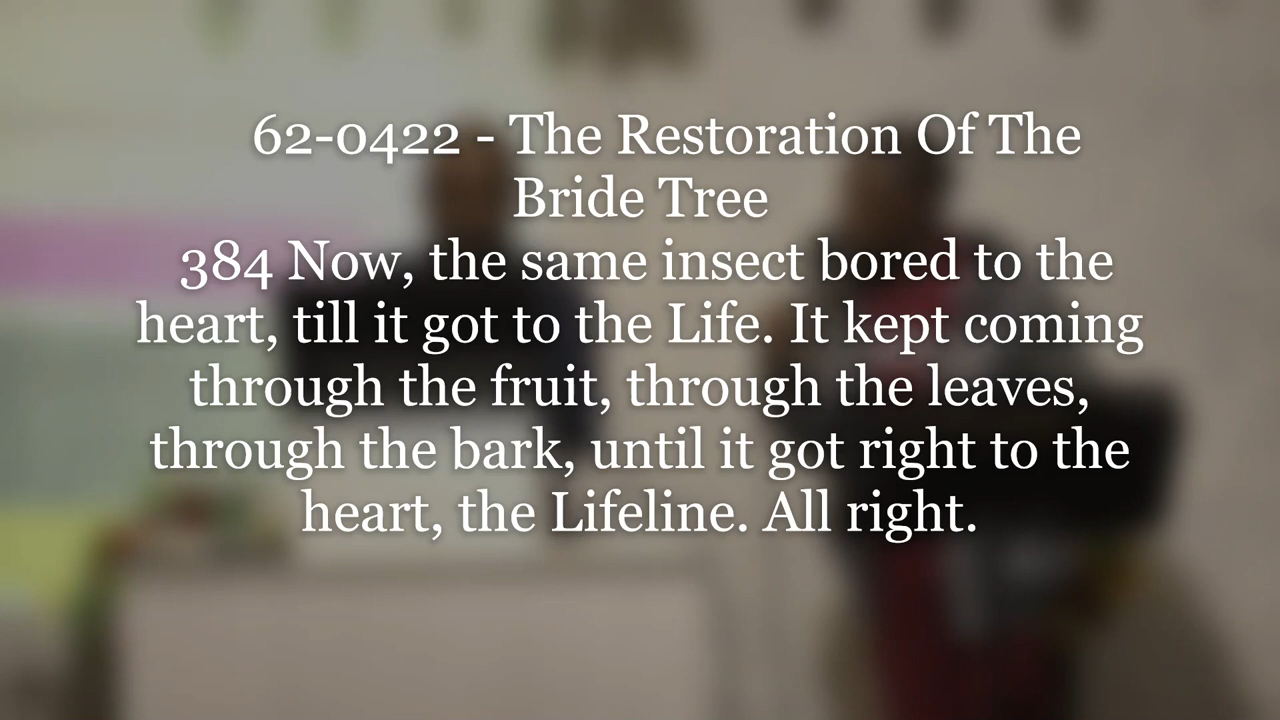 62-0422 - The Restoration Of The
Bride Tree
384 Now, the same insect bored to the
heart, till it got to the Life. It kept coming
through the fruit, through the leaves,
through the bark, until it got right to the
heart, the Lifeline. All right.